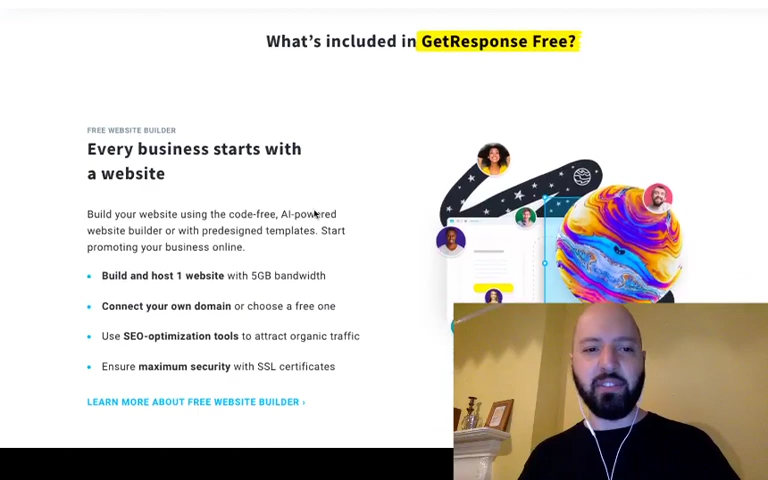 What's included in GetResponse Free?
FREE WEBSITE BUILDER
Every business starts with
a website
Build your website using the code-free, AI-powered
website builder or with predesigned templates. Start
promoting your business online.
Build and host 1 website with 5GB bandwidth
Connect your own domain or choose a free one
Use SEO-optimization tools to attract organic traffic
Ensure maximum security with SSL certificates
LEARN MORE ABOUT FREE WEBSITE BUILDER ›